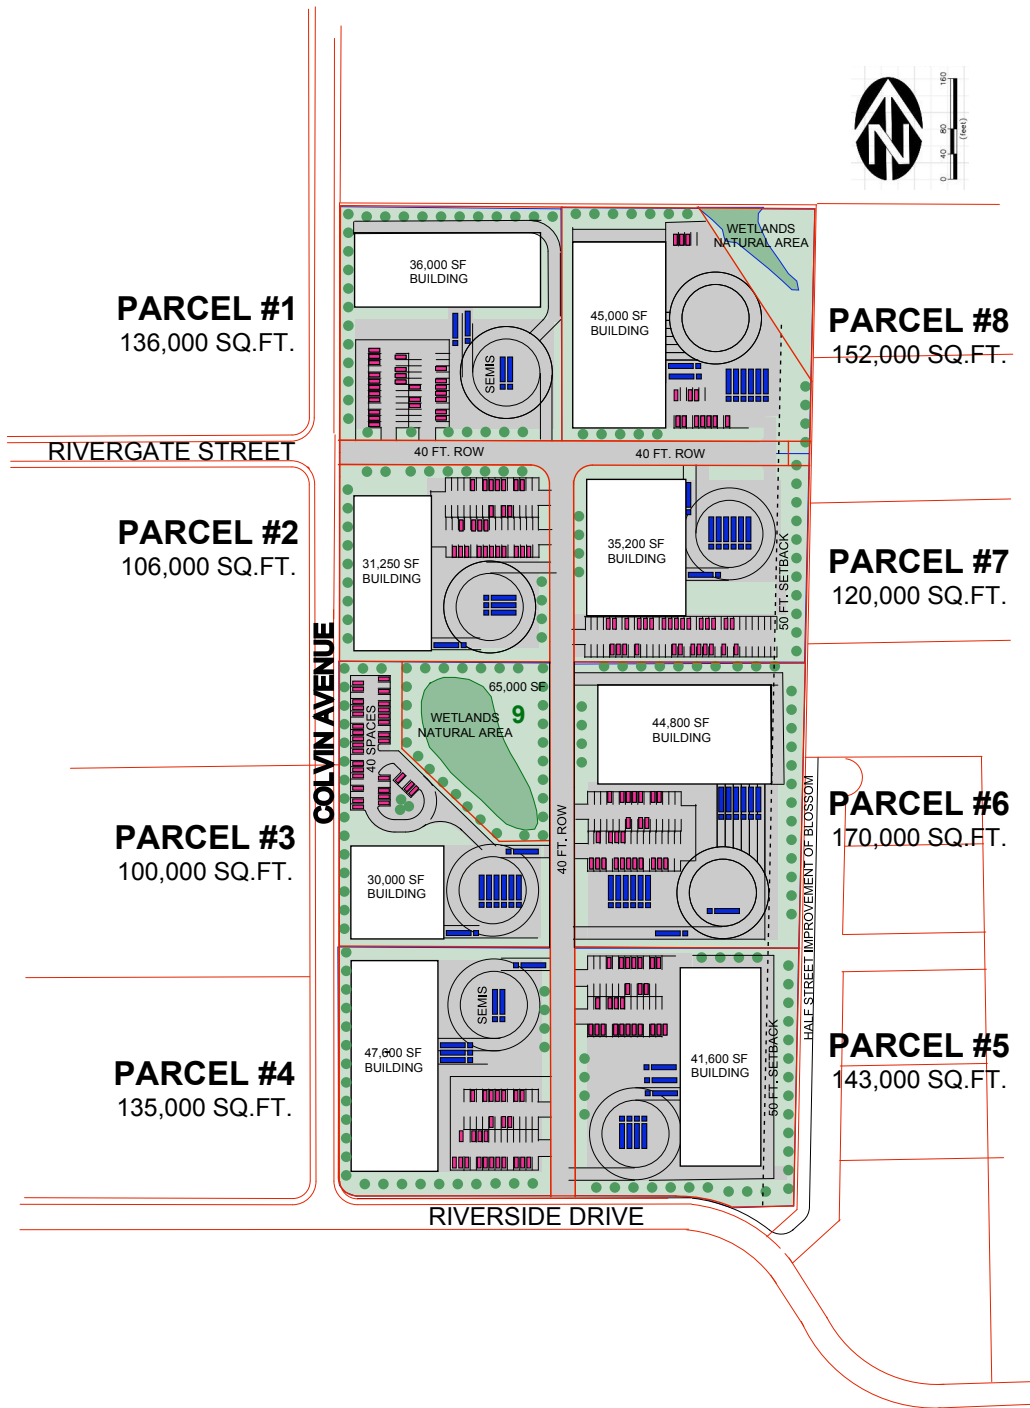 N
160
80
40
0
(feet)
WETLANDS
NATURAL AREA
36,000 SF
BUILDING
45,000 SF
BUILDING
PARCEL #1
136,000 SQ.FT.
PARCEL #8
152,000 SQ.FT.
SEMIS
RIVERGATE STREET
40 FT. ROW
40 FT. ROW
PARCEL #2
106,000 SQ.FT.
31,250 SF
BUILDING
35,200 SF
BUILDING
50 FT. SETBACK
PARCEL #7
120,000 SQ.FT.
COLVIN AVENUE
40 SPACES
65,000 SF
9
WETLANDS
NATURAL AREA
44,800 SF
BUILDING
PARCEL #3
100,000 SQ.FT.
30,000 SF
BUILDING
40 FT. ROW
HALF STREET IMPROVEMENT OF BLOSSOM
PARCEL #6
170,000 SQ.FT.
SEMIS
47,600 SF
BUILDING
41,600 SF
BUILDING
50 FT. SETBACK
PARCEL #4
135,000 SQ.FT.
PARCEL #5
143,000 SQ.FT.
RIVERSIDE DRIVE